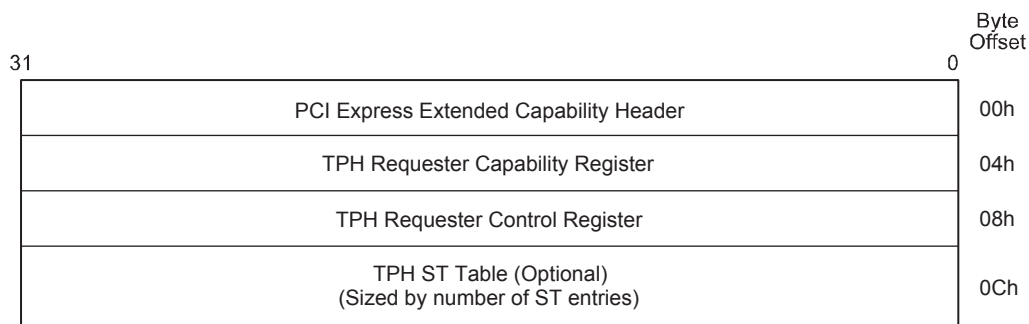 Byte
Offset
31 0
PCI Express Extended Capability Header 00h
TPH Requester Capability Register 04h
TPH Requester Control Register 08h
TPH ST Table (Optional)
(Sized by number of ST entries) 0Ch